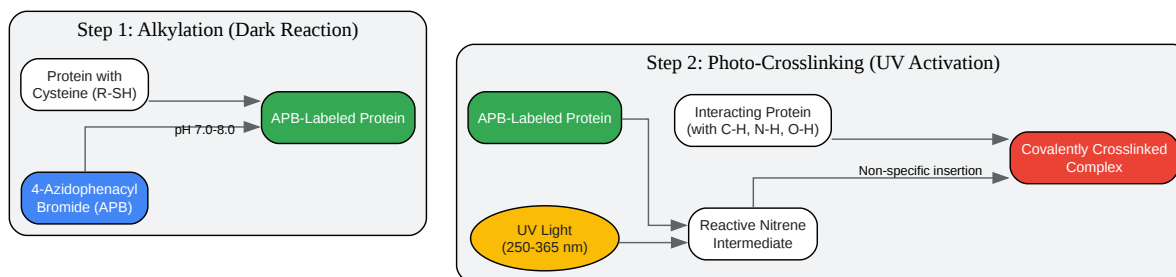 Step 1: Alkylation (Dark Reaction)
Protein with
Cysteine (R-SH)
APB-Labeled Protein
pH 7.0-8.0
4-Azidophenacyl
Bromide (APB)
Step 2: Photo-Crosslinking (UV Activation)
APB-Labeled Protein
Interacting Protein
(with C-H, N-H, O-H)
Covalently Crosslinked
Complex
Non-specific insertion
UV Light
(250-365 nm)
Reactive Nitrene
Intermediate